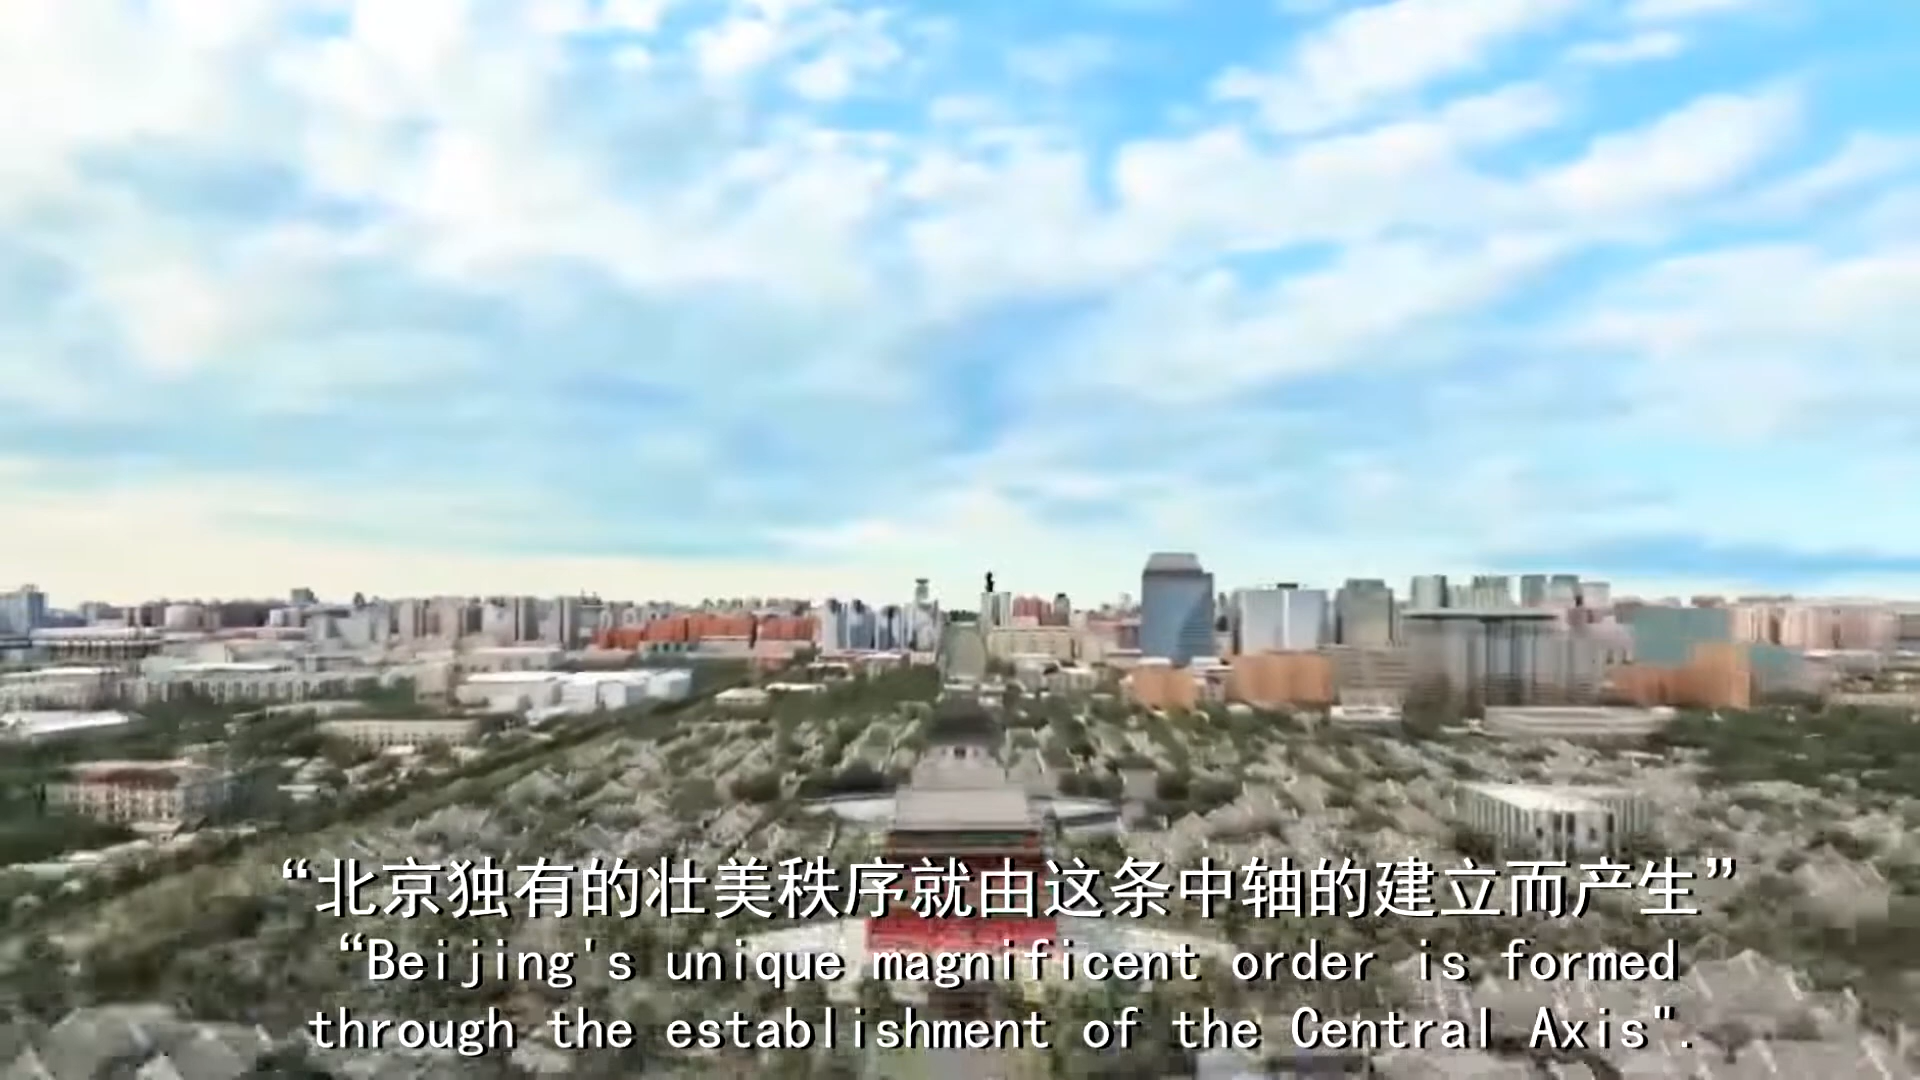 “北京独有的壮美秩序就由这条中轴的建立而产生”
“Beijing's unique magnificent order is formed
through the establishment of the Central Axis".